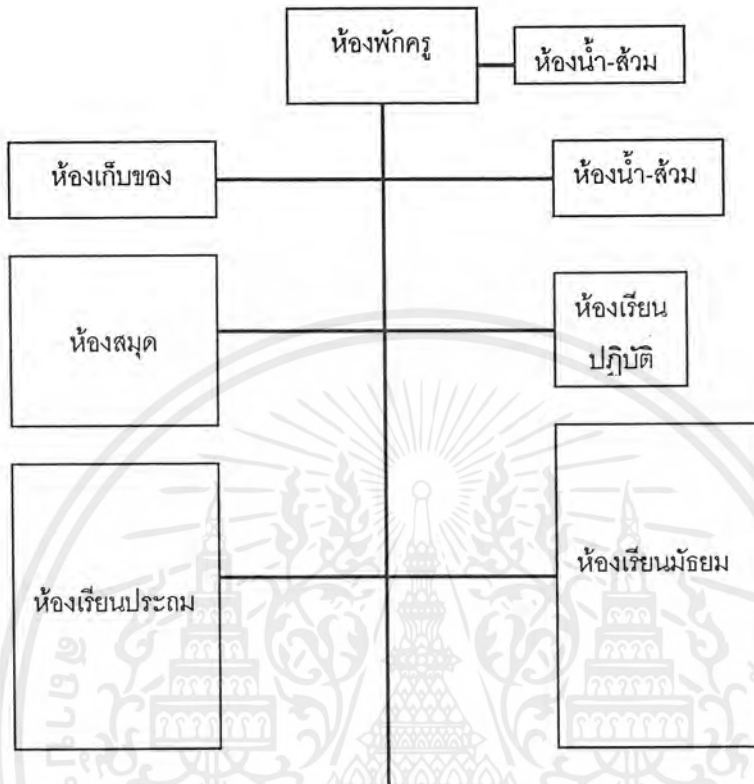 ห้องพักครู
ห้องน้ำ-ส้วม
ห้องเก็บของ
ห้องน้ำ-ส้วม
ห้องสมุด
ห้องเรียน
ปฏิบัติ
ห้องเรียนประถม
ห้องเรียนมัธยม